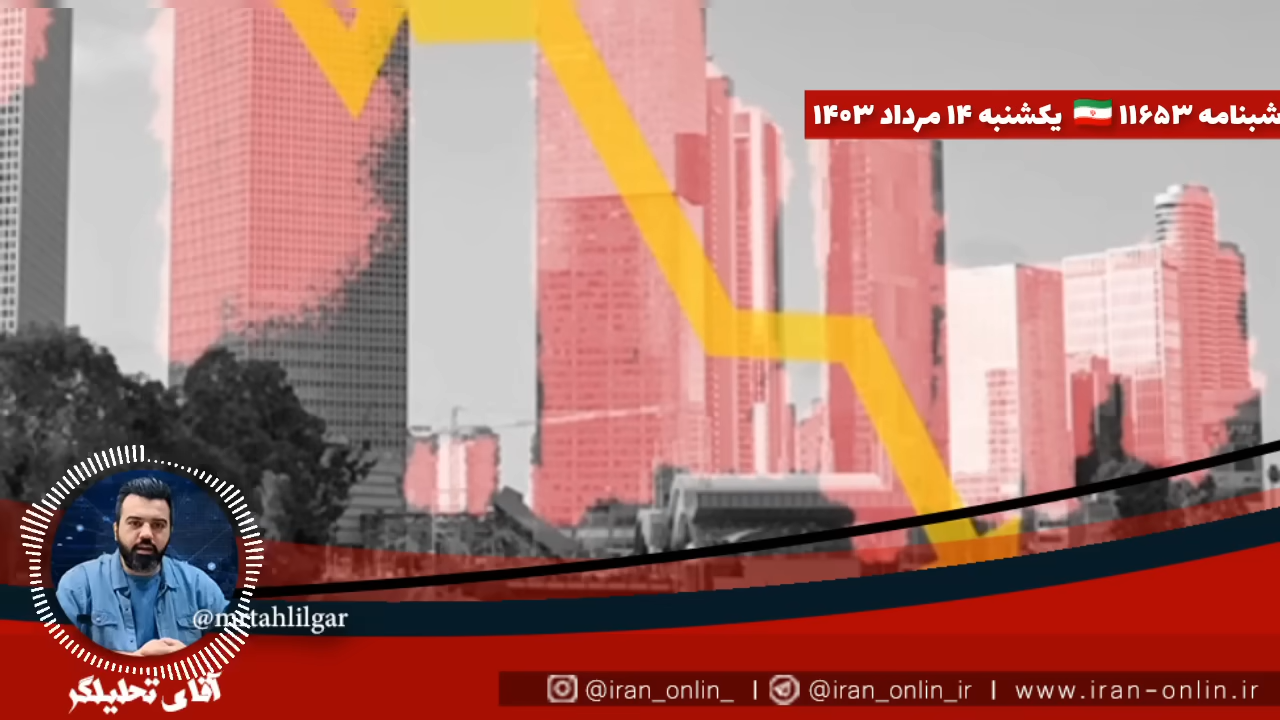 شبنامه ۱۱۶۵۳ 🇮🇷 یکشنبه ۱۴ مرداد ۱۴۰۳
@mrtahlilgar
آقای تحلیلگر
@iran_onlin_ | @iran_onlin_ir | www.iran-onlin.ir